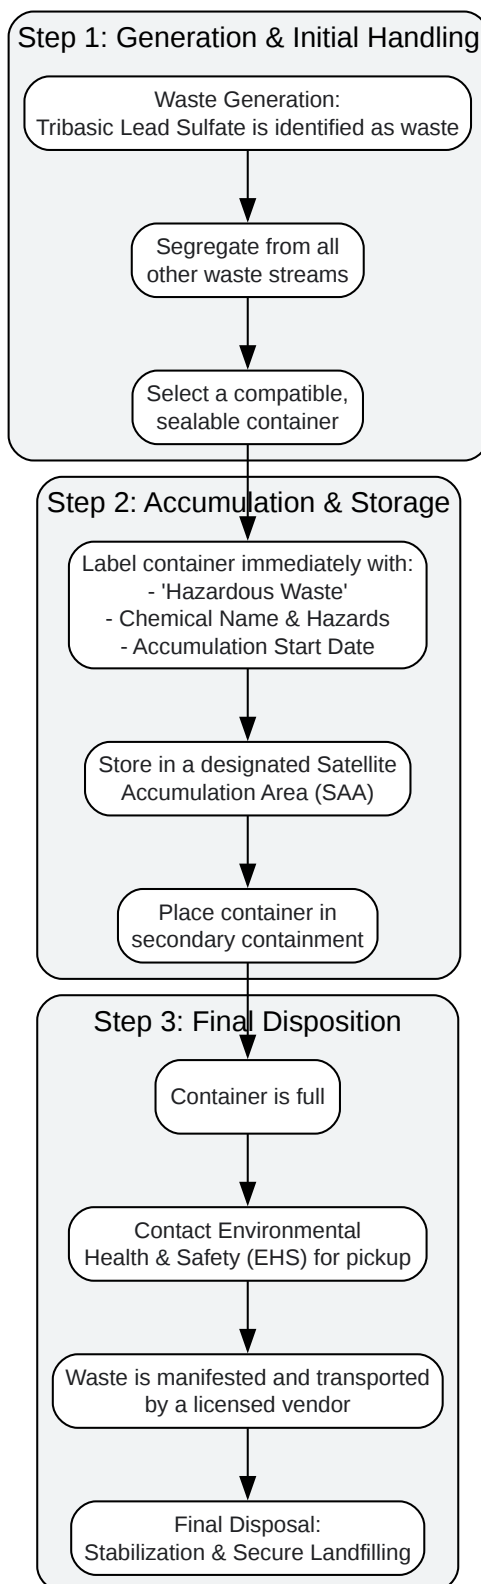 Step 1: Generation & Initial Handling
Waste Generation:
Tribasic Lead Sulfate is identified as waste
Segregate from all
other waste streams
Select a compatible,
sealable container
Step 2: Accumulation & Storage
Label container immediately with:
- 'Hazardous Waste'
- Chemical Name & Hazards
- Accumulation Start Date
Store in a designated Satellite
Accumulation Area (SAA)
Place container in
secondary containment
Step 3: Final Disposition
Container is full
Contact Environmental
Health & Safety (EHS) for pickup
Waste is manifested and transported
by a licensed vendor
Final Disposal:
Stabilization & Secure Landfilling